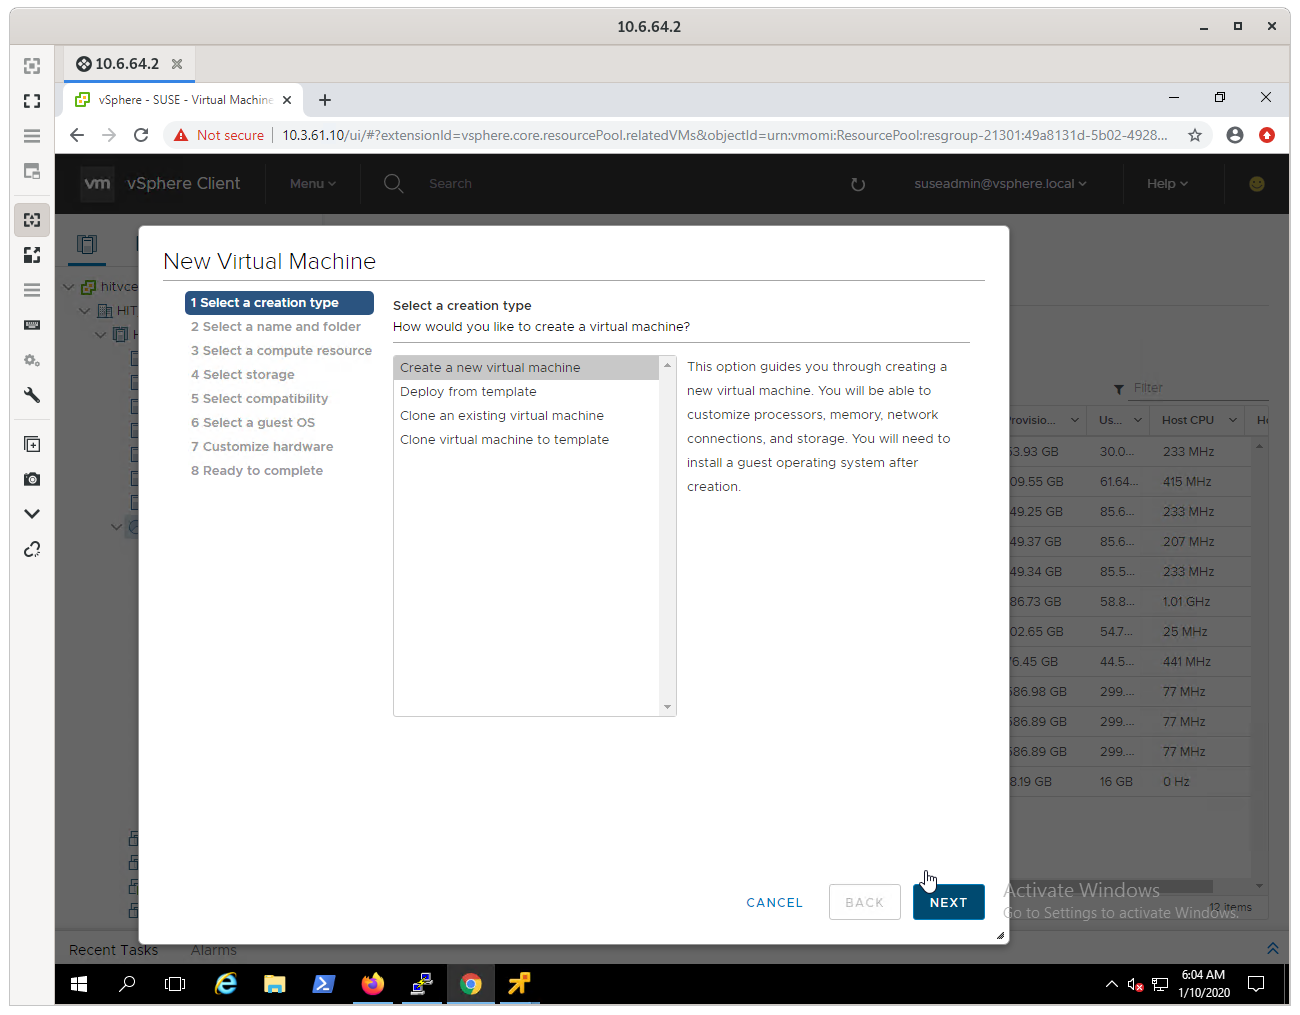 10.6.64.2
10.6.64.2
vSphere - SUSE - Virtual Machine
Not secure
10.3.61.10/ui/#?extensionId=vsphere.core.resourcePool.relatedVMs&objectId=urn:vmomi:ResourcePool:resgroup-21301:49a8131d-5b02-4928...
vm vSphere Client
Menu
Search
suseadmin@vsphere.local
Help
hitvce
HIT
H
New Virtual Machine
1 Select a creation type
2 Select a name and folder
3 Select a compute resource
4 Select storage
5 Select compatibility
6 Select a guest OS
7 Customize hardware
8 Ready to complete
Select a creation type
How would you like to create a virtual machine?
Create a new virtual machine
Deploy from template
Clone an existing virtual machine
Clone virtual machine to template
This option guides you through creating a
new virtual machine. You will be able to
customize processors, memory, network
connections, and storage. You will need to
install a guest operating system after
creation.
CANCEL
BACK
NEXT
Filter
Provisio... Us... Host CPU
53.93 GB 30.0... 233 MHz
09.55 GB 61.64... 415 MHz
49.25 GB 85.6... 233 MHz
49.37 GB 85.6... 207 MHz
49.34 GB 85.5... 233 MHz
86.73 GB 58.8... 1.01 GHz
02.65 GB 54.7... 25 MHz
76.45 GB 44.5... 441 MHz
586.98 GB 299.... 77 MHz
586.89 GB 299.... 77 MHz
586.89 GB 299.... 77 MHz
8.19 GB 16 GB 0 Hz
12 items
Activate Windows
Go to Settings to activate Windows.
Recent Tasks
Alarms
6:04 AM
1/10/2020